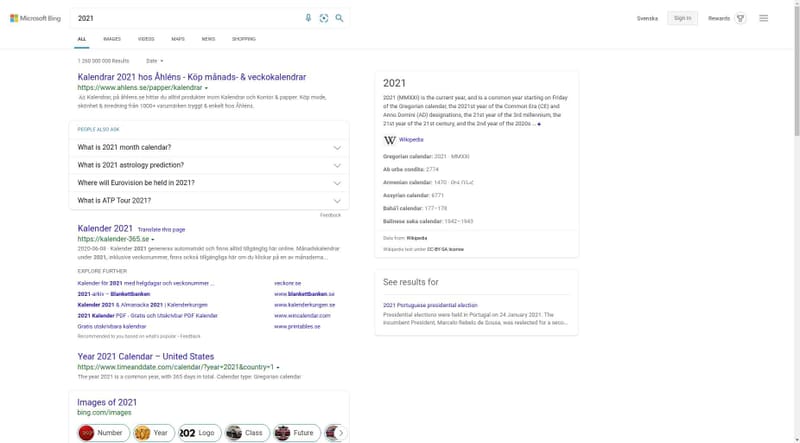 Microsoft Bing
2021
Svenska
Sign in
Rewards
ALL
IMAGES
VIDEOS
MAPS
NEWS
SHOPPING
1 260 000 000 Results
Date
Kalendrar 2021 hos Åhléns - Köp månads- & veckokalendrar
https://www.ahlens.se/papper/kalendrar
Ad Kalendrar, på åhlens.se hittar du alltid produkter inom Kalendrar och Kontor & papper. Köp mode,
skönhet & inredning från 1000+ varumärken tryggt & enkelt hos Åhléns.
PEOPLE ALSO ASK
What is 2021 month calendar?
What is 2021 astrology prediction?
Where will Eurovision be held in 2021?
What is ATP Tour 2021?
Feedback
Kalender 2021
Translate this page
https://kalender-365.se
2020-06-08 · Kalender 2021 genereras automatiskt och finns alltid tillgänglig här online. Månadskalendrar
under 2021, inklusive veckonummer, finns också tillgängliga här om du klickar på en av månaderna...
EXPLORE FURTHER
Kalender för 2021 med helgdagar och veckonummer ...
veckonr.se
2021-arkiv – Blankettbanken
www.blankettbanken.se
Kalender 2021 & Almanacka 2021 | Kalenderkungen
www.kalenderkungen.se
2021 Kalender PDF - Gratis och Utskrivbar PDF Kalender
www.wincalendar.com
Gratis utskrivbara kalendrar
www.printables.se
Recommended to you based on what's popular • Feedback
Year 2021 Calendar – United States
https://www.timeanddate.com/calendar/?year=2021&country=1
The year 2021 is a common year, with 365 days in total. Calendar type: Gregorian calendar
Images of 2021
bing.com/images
Number
Year
202
Logo
Class
Future
2021
2021 (MMXXI) is the current year, and is a common year starting on Friday
of the Gregorian calendar, the 2021st year of the Common Era (CE) and
Anno Domini (AD) designations, the 21st year of the 3rd millennium, the
21st year of the 21st century, and the 2nd year of the 2020s ...
W Wikipedia
Gregorian calendar: 2021 · MMXXI
Ab urbe condita: 2774
Armenian calendar: 1470 ·
Assyrian calendar: 6771
Bahá'í calendar: 177–178
Balinese saka calendar: 1942–1943
Data from: Wikipedia
Wikipedia text under CC-BY-SA license
See results for
2021 Portuguese presidential election
Presidential elections were held in Portugal on 24 January 2021. The
incumbent President, Marcelo Rebelo de Sousa, was reelected for a seco...